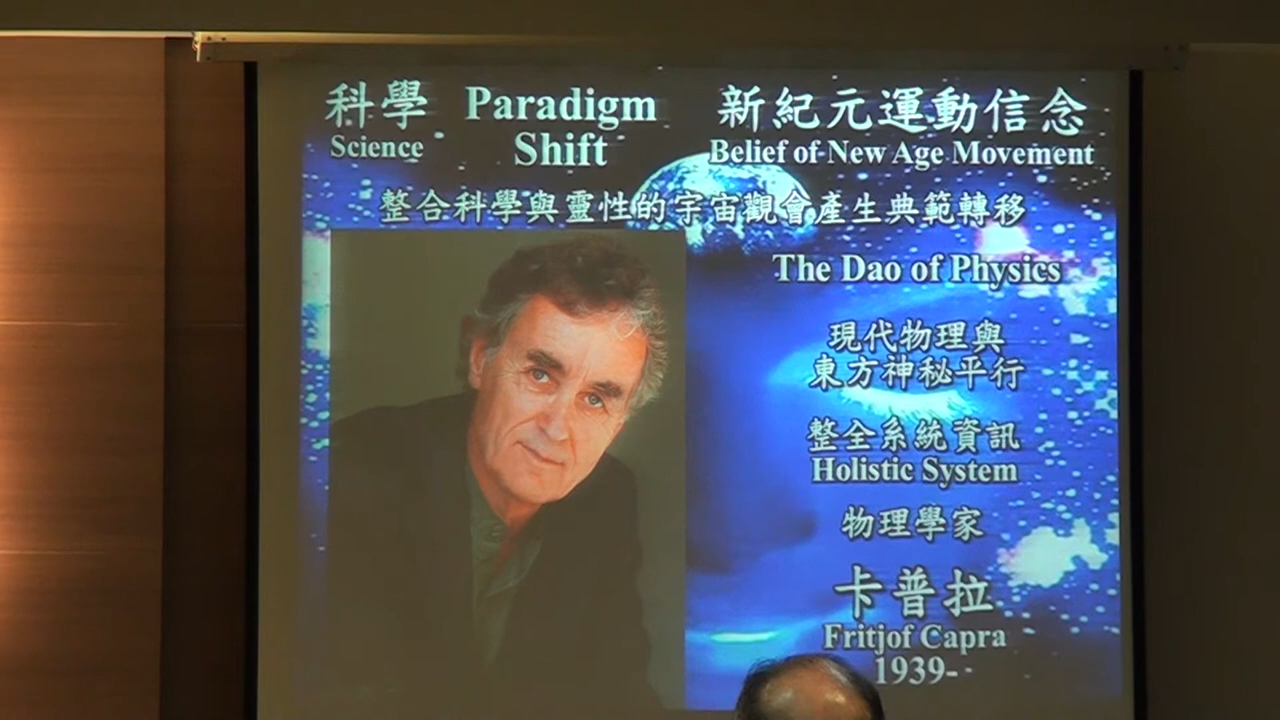 科學 Paradigm Shift 新紀元運動信念
Science Belief of New Age Movement
整合科學與靈性的宇宙觀會產生典範轉移
The Dao of Physics
現代物理與
東方神秘平行
整全系統資訊
Holistic System
物理學家
卡普拉
Fritjof Capra
1939-